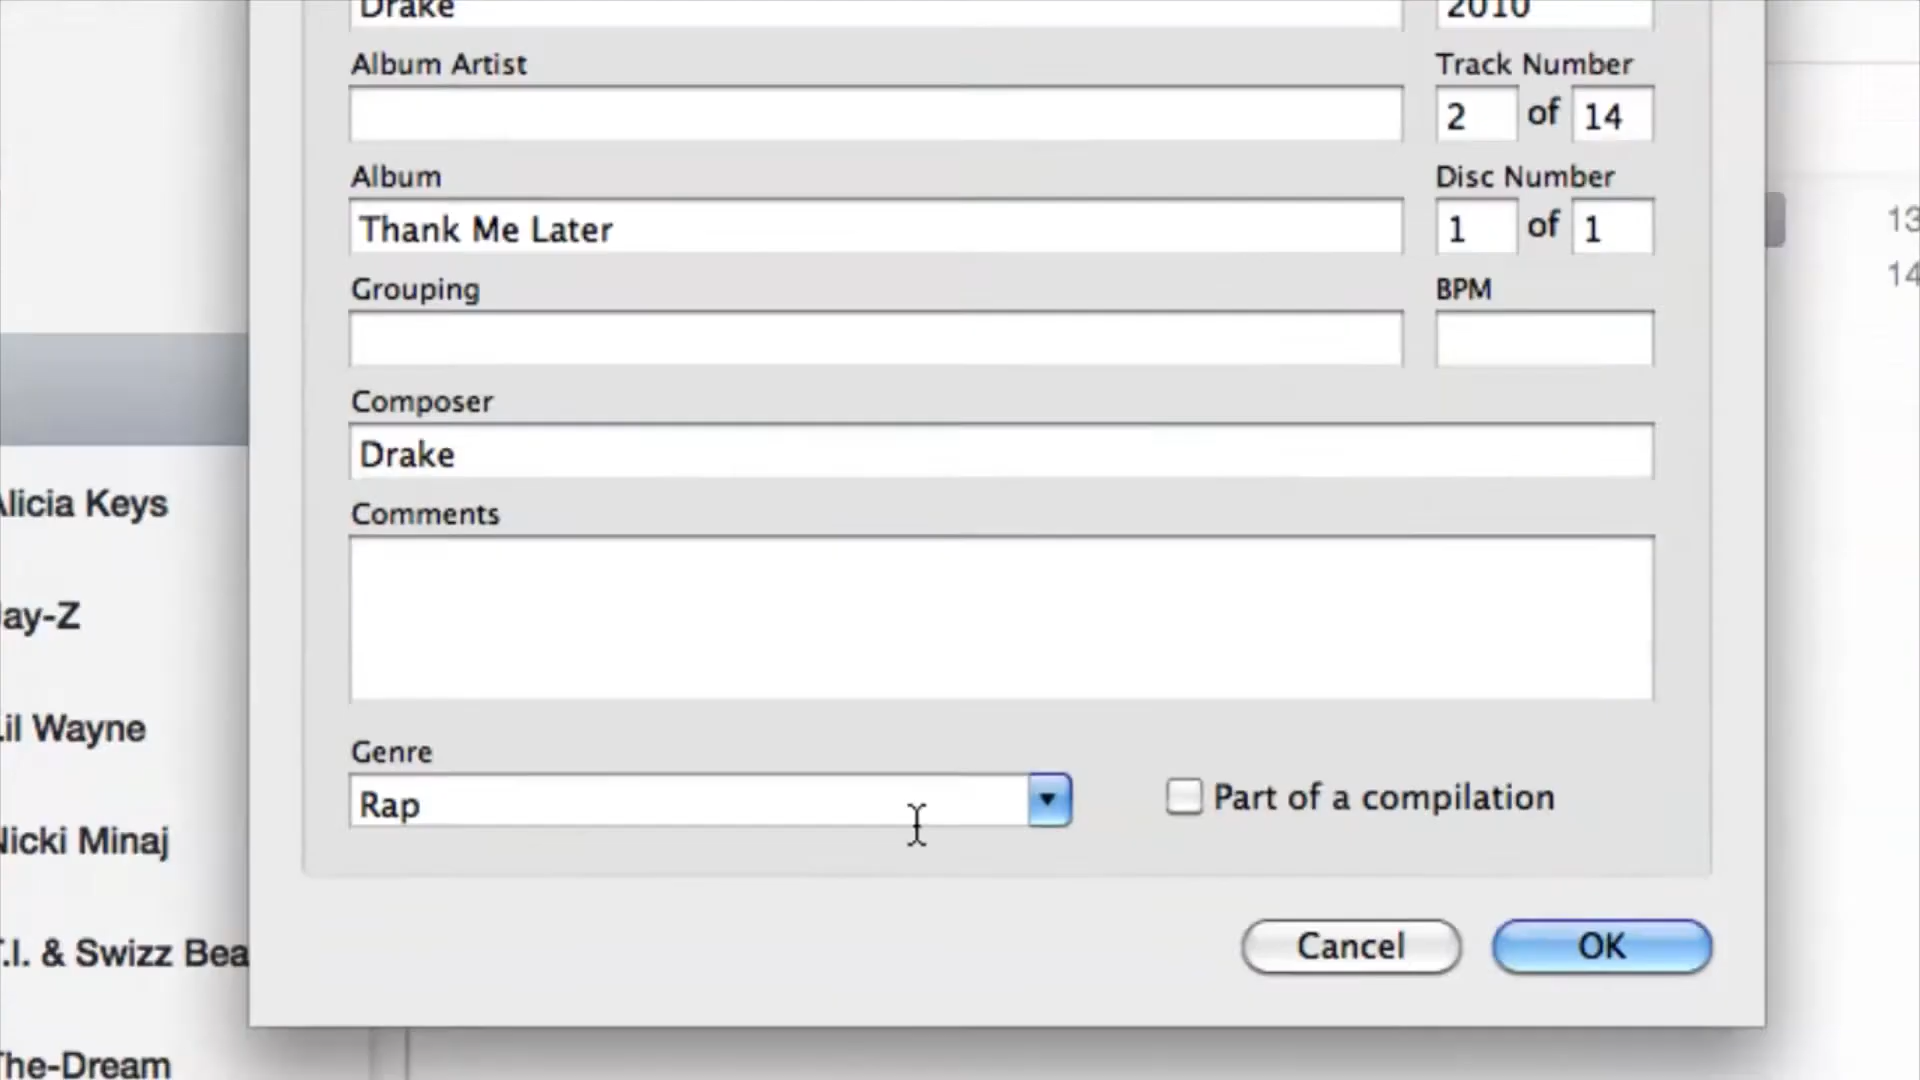 Drake 2010
Album Artist Track Number
2 of 14
Album Disc Number
Thank Me Later 1 of 1
Grouping BPM
Composer
Drake
Comments
Genre
Rap Part of a compilation
Cancel OK
13
14
Alicia Keys
Jay-Z
Lil Wayne
Nicki Minaj
T.I. & Swizz Bea
The-Dream